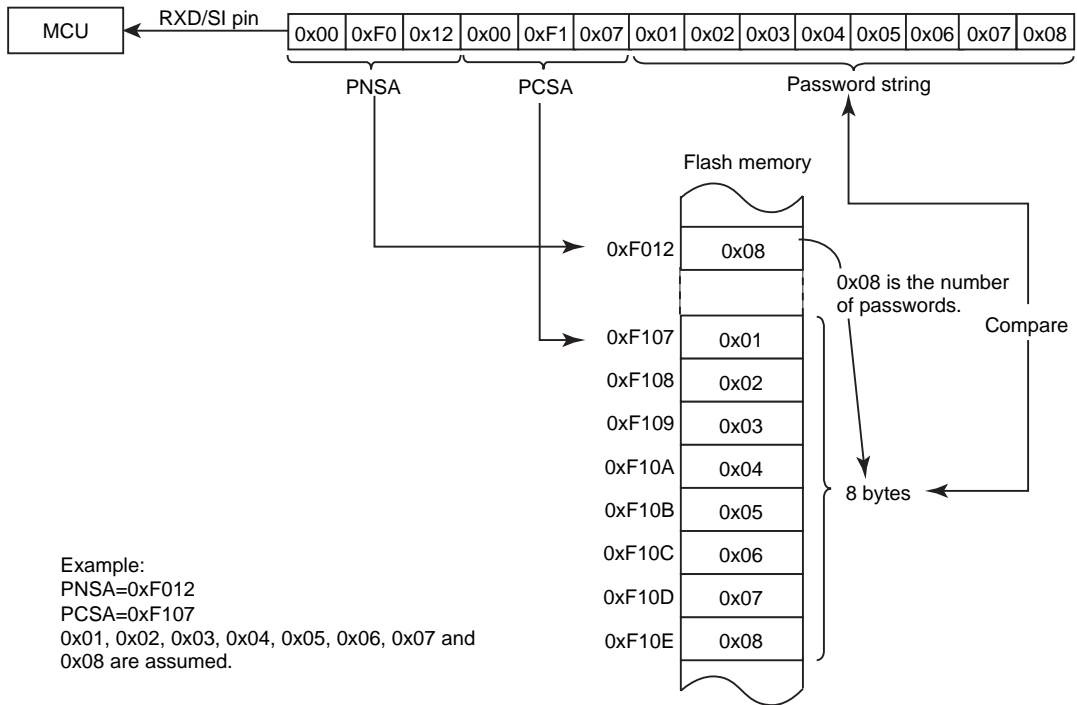 MCU
RXD/SI pin
0x00 0xF0 0x12 0x00 0xF1 0x07 0x01 0x02 0x03 0x04 0x05 0x06 0x07 0x08
PNSA
PCSA
Password string
Flash memory
0xF012 0x08
0x08 is the number
of passwords.
Compare
0xF107 0x01
0xF108 0x02
0xF109 0x03
0xF10A 0x04
8 bytes
0xF10B 0x05
0xF10C 0x06
0xF10D 0x07
0xF10E 0x08
Example:
PNSA=0xF012
PCSA=0xF107
0x01, 0x02, 0x03, 0x04, 0x05, 0x06, 0x07 and
0x08 are assumed.